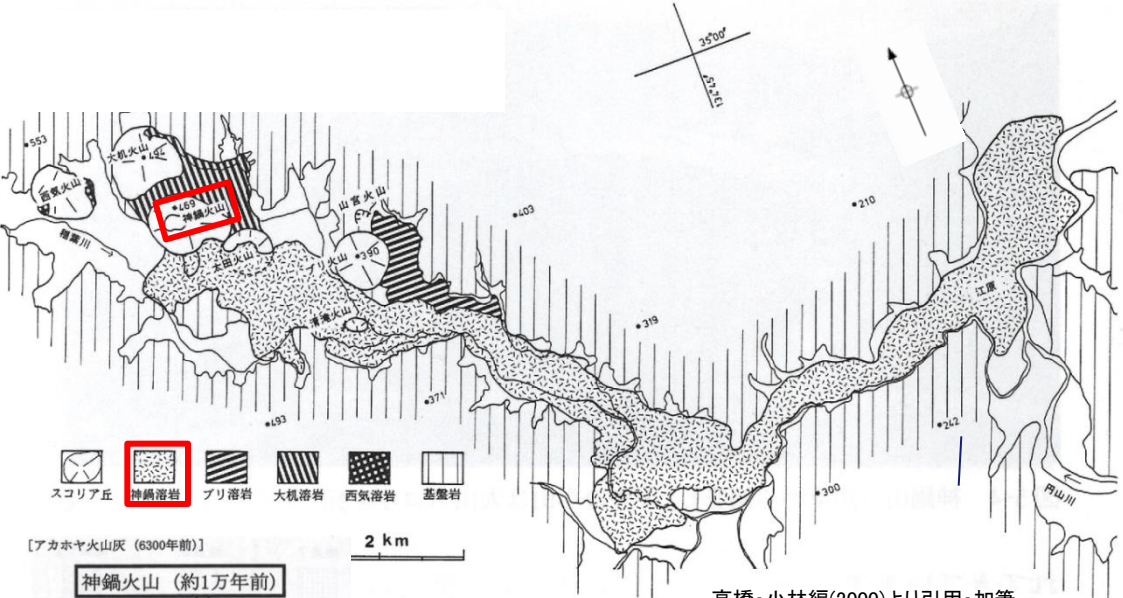 35°00'
134°45'
553
大机火山
494
西気火山
469
神鍋火山
山宮火山
403
210
稲葉川
太田火山
ブリ火山
390
江原
清滝火山
319
371
493
242
300
円山川
スコリア丘
神鍋溶岩
ブリ溶岩
大机溶岩
西気溶岩
基盤岩
[アカホヤ火山灰 (6300年前)]
2 km
神鍋火山 (約1万年前)